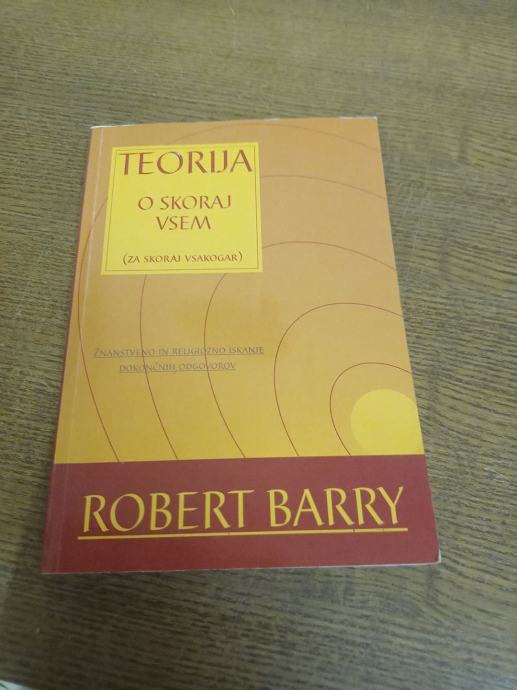 TEORIJA
O SKORAJ
VSEM
(ZA SKORAJ VSAKOGAR)
ZNANSTVENO IN RELIGIOZNO ISKANJE
DOKONČNIH ODGOVOROV
ROBERT BARRY